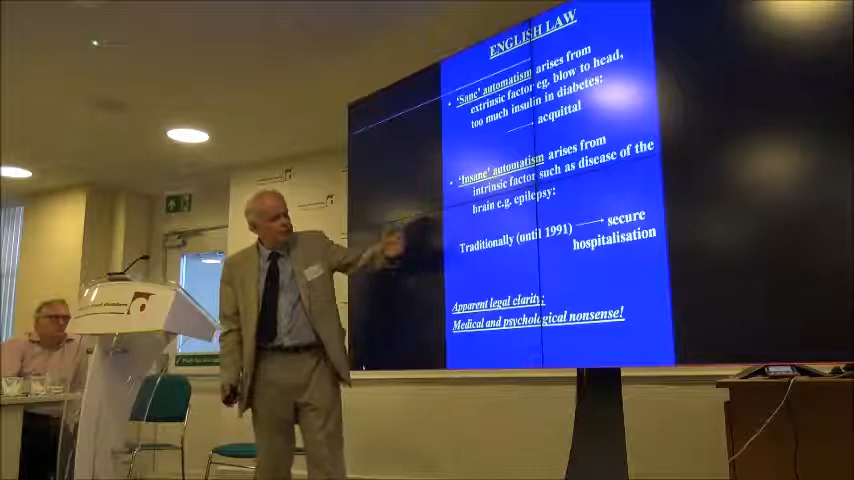 ENGLISH LAW
• 'Sane' automatism arises from
extrinsic factor eg. blow to head,
too much insulin in diabetes:
→ acquittal
• 'Insane' automatism arises from
intrinsic factor such as disease of the
brain e.g. epilepsy:
Traditionally (until 1991) → secure
hospitalisation
Apparent legal clarity:
Medical and psychological nonsense!